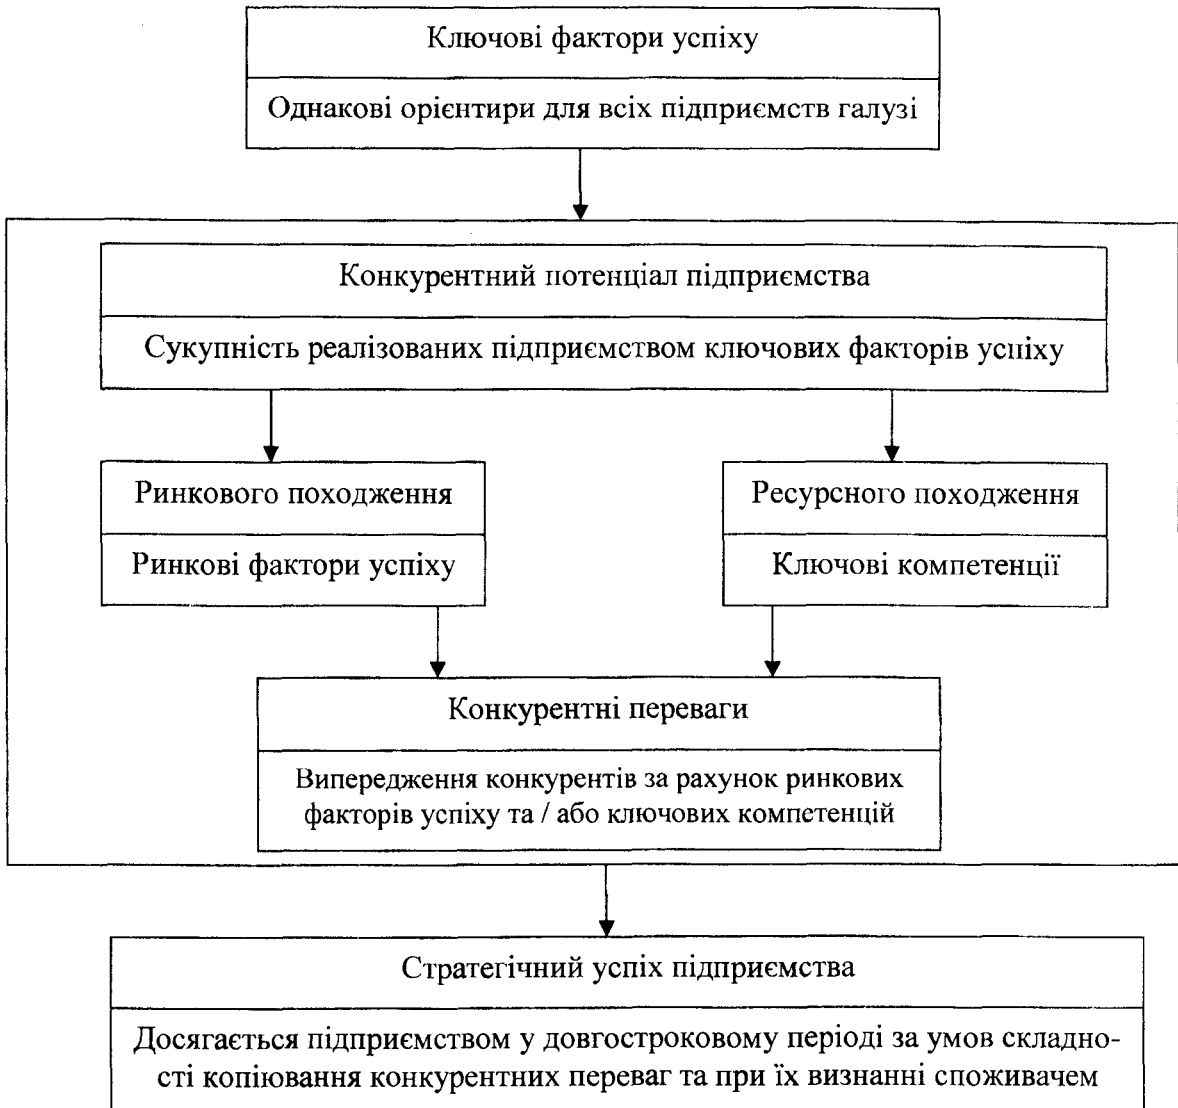 Ключові фактори успіху
Однакові орієнтири для всіх підприємств галузі
Конкурентний потенціал підприємства
Сукупність реалізованих підприємством ключових факторів успіху
Ринкового походження
Ринкові фактори успіху
Ресурсного походження
Ключові компетенції
Конкурентні переваги
Випередження конкурентів за рахунок ринкових
факторів успіху та / або ключових компетенцій
Стратегічний успіх підприємства
Досягається підприємством у довгостроковому періоді за умов складно-
сті копіювання конкурентних переваг та при їх визнанні споживачем